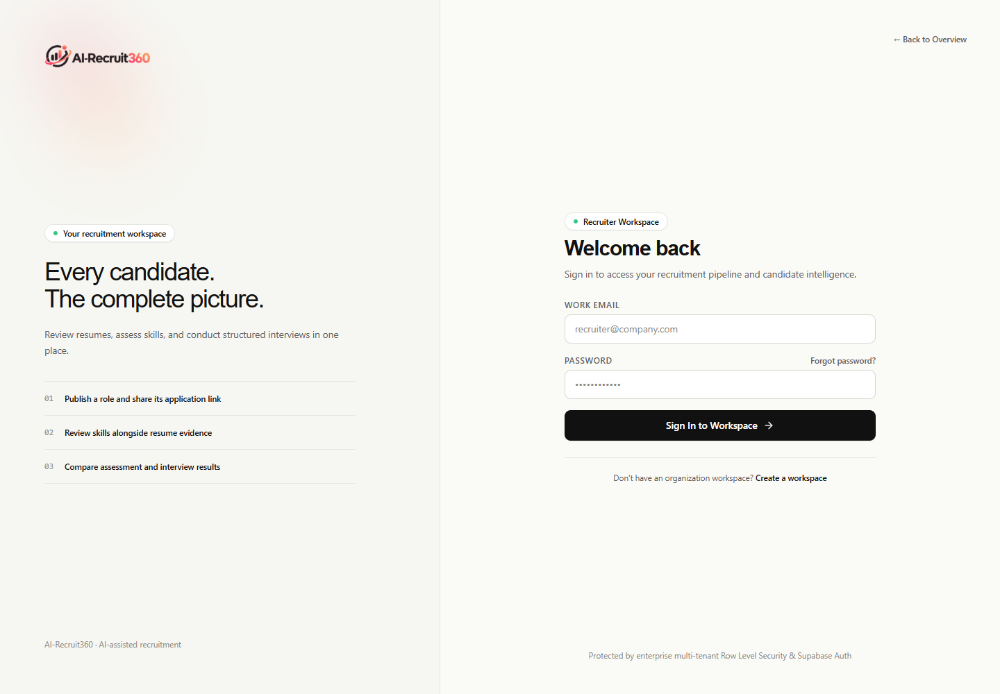 AI-Recruit360
Your recruitment workspace
Every candidate.
The complete picture.
Review resumes, assess skills, and conduct structured interviews in one
place.
01 Publish a role and share its application link
02 Review skills alongside resume evidence
03 Compare assessment and interview results
AI-Recruit360 · AI-assisted recruitment
← Back to Overview
Recruiter Workspace
Welcome back
Sign in to access your recruitment pipeline and candidate intelligence.
WORK EMAIL
recruiter@company.com
PASSWORD Forgot password?
••••••••••••
Sign In to Workspace →
Don't have an organization workspace? Create a workspace
Protected by enterprise multi-tenant Row Level Security & Supabase Auth